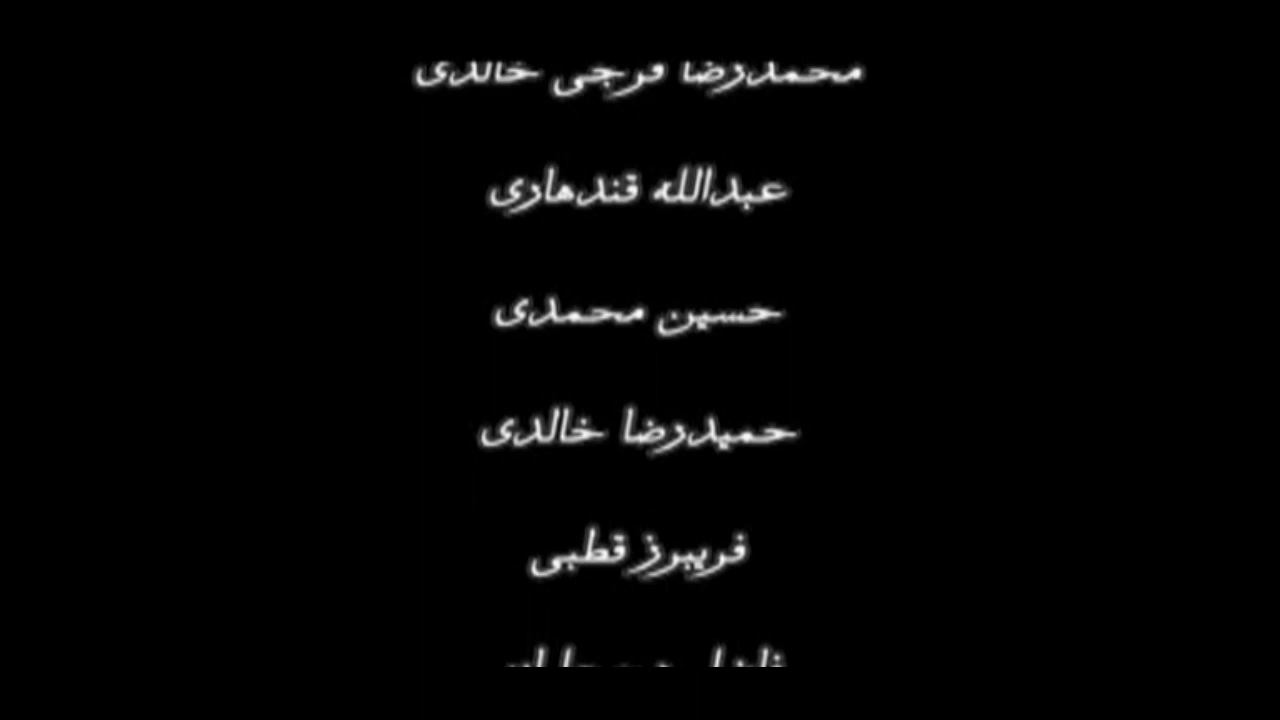 محمدرضا فرجی خالدی
عبدالله قندهاری
حسین محمدی
حمیدرضا خالدی
فریبرز قطبی